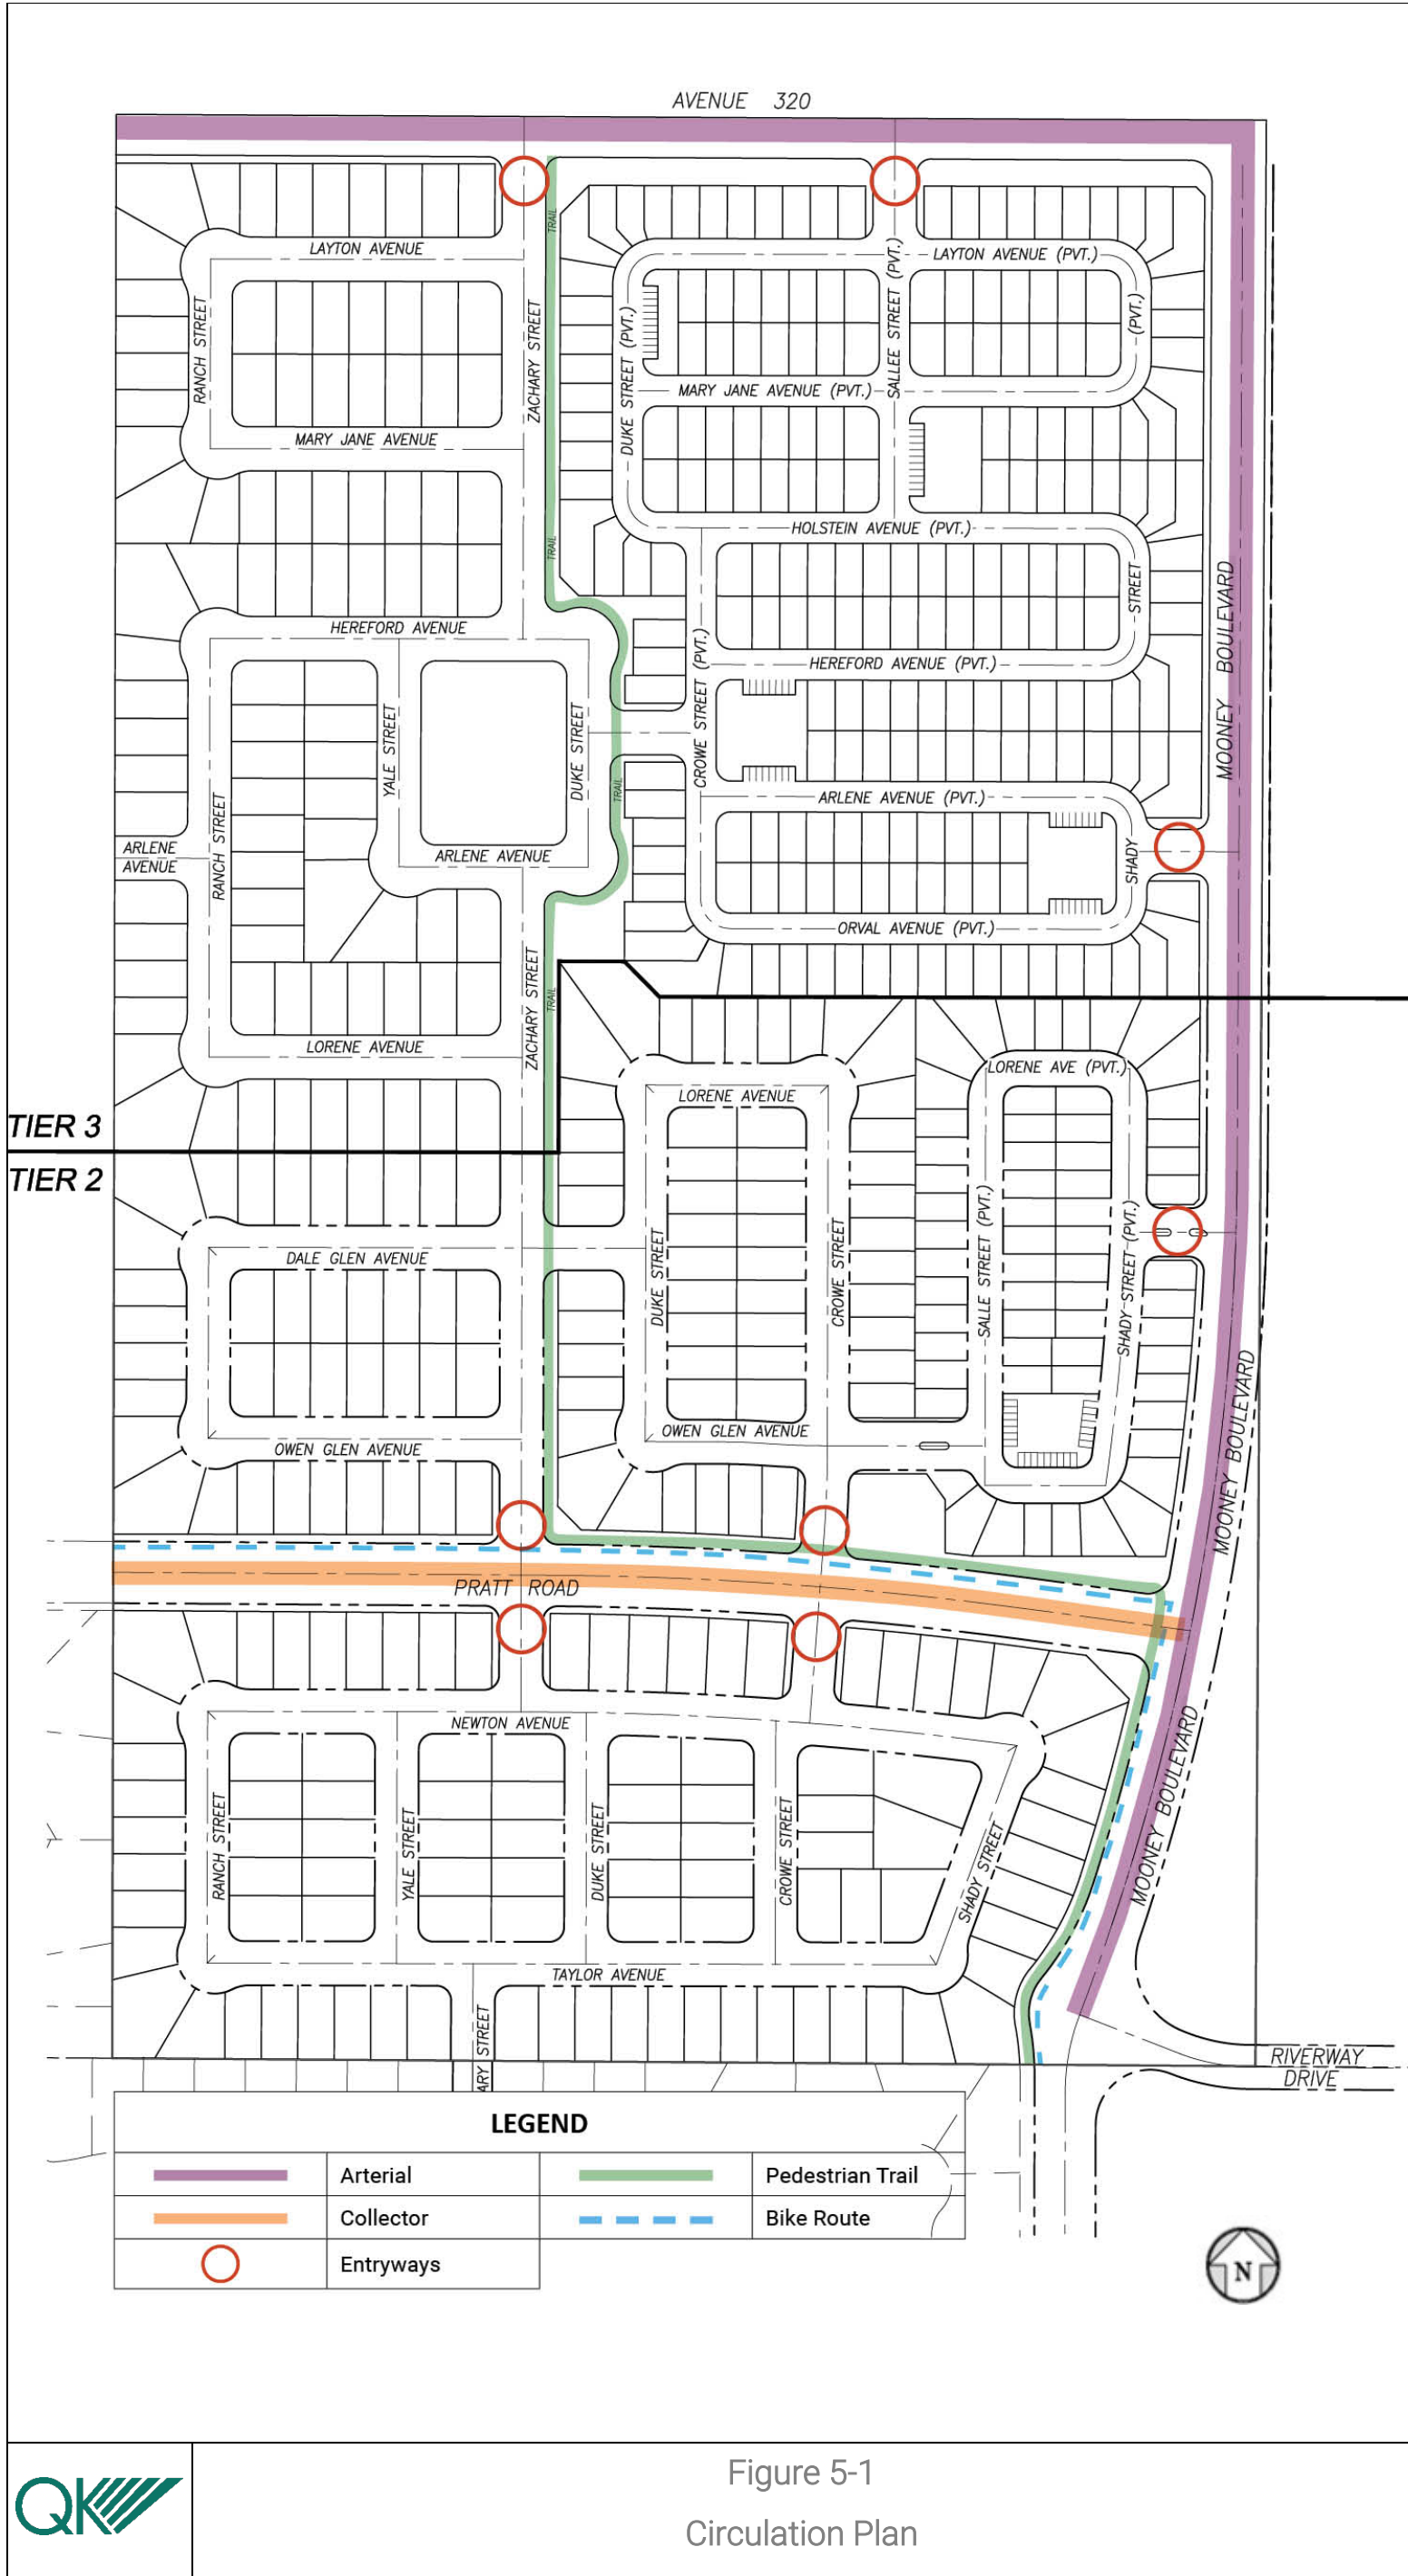 AVENUE 320
LAYTON AVENUE
TRAIL
LAYTON AVENUE (PVT.)
RANCH STREET
ZACHARY STREET
DUKE STREET (PVT.)
SALLEE STREET (PVT.)
(PVT.)
MARY JANE AVENUE (PVT.)
MARY JANE AVENUE
TRAIL
HOLSTEIN AVENUE (PVT.)
STREET
MOONEY BOULEVARD
HEREFORD AVENUE
HEREFORD AVENUE (PVT.)
CROWE STREET (PVT.)
YALE STREET
DUKE STREET
TRAIL
ARLENE AVENUE (PVT.)
RANCH STREET
ARLENE
AVENUE
ARLENE AVENUE
SHADY
ORVAL AVENUE (PVT.)
ZACHARY STREET
TRAIL
LORENE AVENUE
LORENE AVE (PVT.)
LORENE AVENUE
TIER 3
TIER 2
DALE GLEN AVENUE
DUKE STREET
CROWE STREET
SALLE STREET (PVT.)
SHADY STREET (PVT.)
OWEN GLEN AVENUE
OWEN GLEN AVENUE
MOONEY BOULEVARD
PRATT ROAD
NEWTON AVENUE
MOONEY BOULEVARD
RANCH STREET
YALE STREET
DUKE STREET
CROWE STREET
SHADY STREET
TAYLOR AVENUE
ARY STREET
RIVERWAY
DRIVE
LEGEND
Arterial
Pedestrian Trail
Collector
Bike Route
Entryways
N
QK
Figure 5-1
Circulation Plan